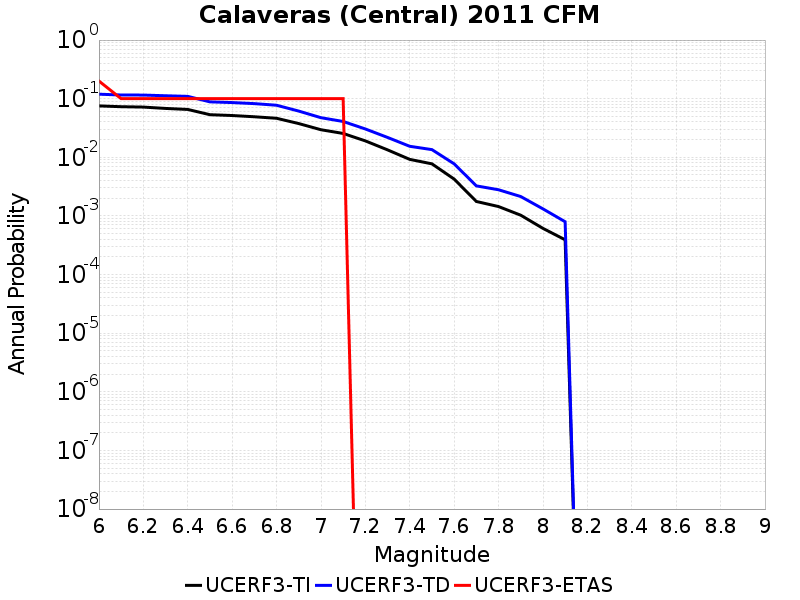 Calaveras (Central) 2011 CFM
Annual Probability
10^0
10^-1
10^-2
10^-3
10^-4
10^-5
10^-6
10^-7
10^-8
6 6.2 6.4 6.6 6.8 7 7.2 7.4 7.6 7.8 8 8.2 8.4 8.6 8.8 9
Magnitude
UCERF3-TI UCERF3-TD UCERF3-ETAS